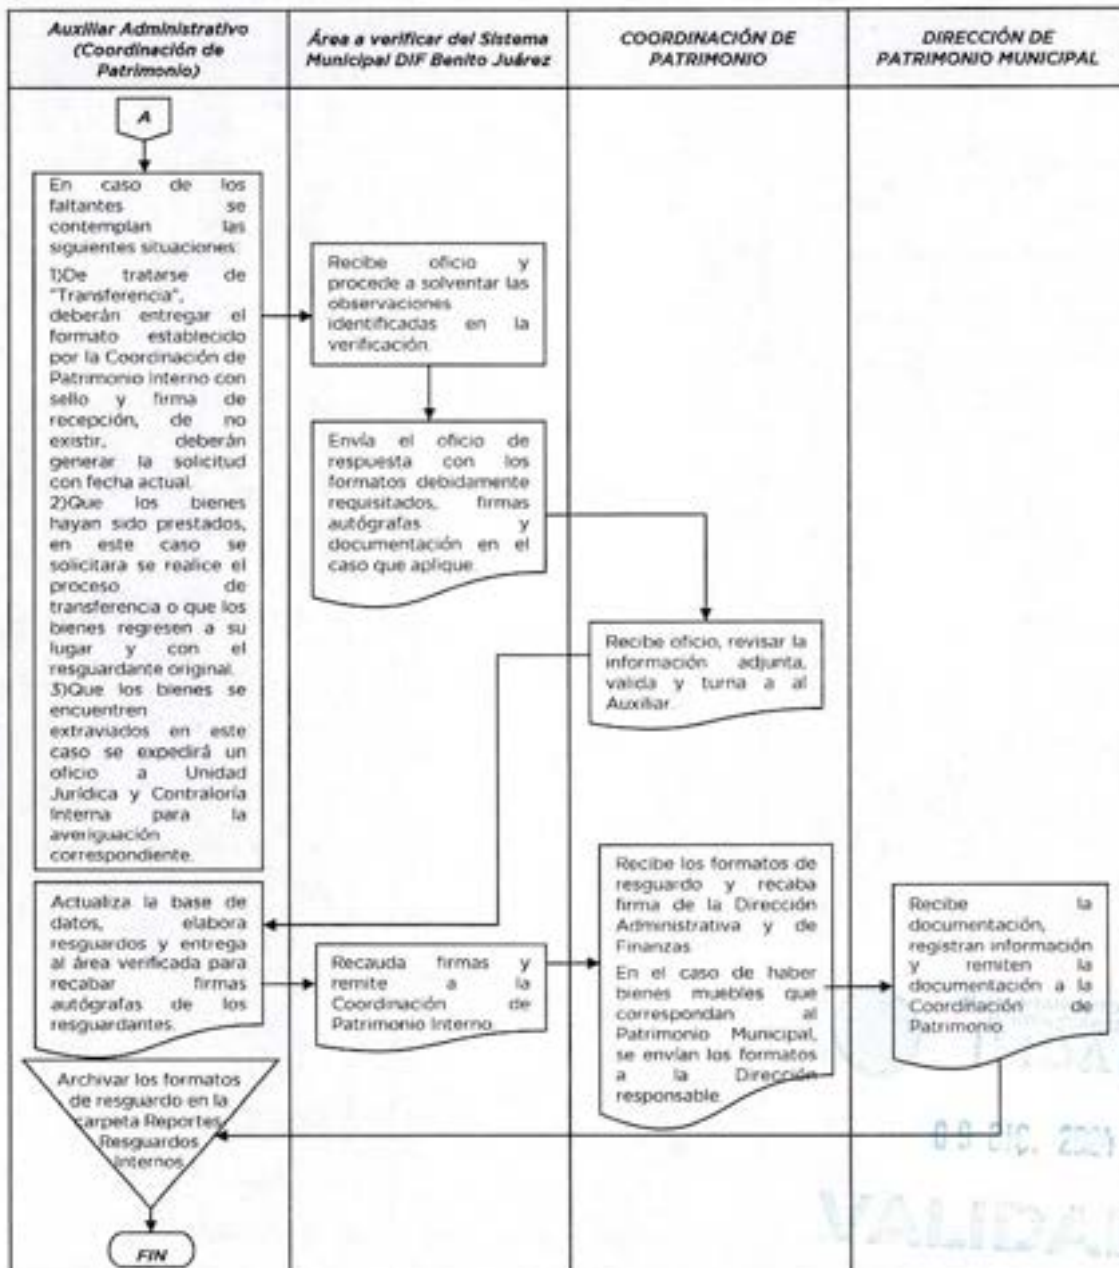 Auxiliar Administrativo
(Coordinación de
Patrimonio)
Área a verificar del Sistema
Municipal DIF Benito Juárez
COORDINACIÓN DE
PATRIMONIO
DIRECCIÓN DE
PATRIMONIO MUNICIPAL
A
En caso de los
faltantes se
contemplan las
siguientes situaciones:
1)De tratarse de
"Transferencia",
deberán entregar el
formato establecido
por la Coordinación de
Patrimonio Interno con
sello y firma de
recepción, de no
existir, deberán
generar la solicitud
con fecha actual.
2)Que los bienes
hayan sido prestados,
en este caso se
solicitara se realice el
proceso de
transferencia o que los
bienes regresen a su
lugar y con el
resguardante original.
3)Que los bienes se
encuentren
extraviados en este
caso se expedirá un
oficio a Unidad
Jurídica y Contraloría
Interna para la
averiguación
correspondiente.
Recibe oficio y
procede a solventar las
observaciones
identificadas en la
verificación.
Envía el oficio de
respuesta con los
formatos debidamente
requisitados, firmas
autógrafas y
documentación en el
caso que aplique.
Recibe oficio, revisar la
información adjunta,
valida y turna a al
Auxiliar.
Actualiza la base de
datos, elabora
resguardos y entrega
al área verificada para
recabar firmas
autógrafas de los
resguardantes.
Recauda firmas y
remite a la
Coordinación de
Patrimonio Interno.
Recibe los formatos de
resguardo y recaba
firma de la Dirección
Administrativa y de
Finanzas.
En el caso de haber
bienes muebles que
correspondan al
Patrimonio Municipal,
se envían los formatos
a la Dirección
responsable.
Recibe la
documentación,
registran información
y remiten la
documentación a la
Coordinación de
Patrimonio
Archivar los formatos
de resguardo en la
carpeta Reportes
Resguardos
Internos.
FIN